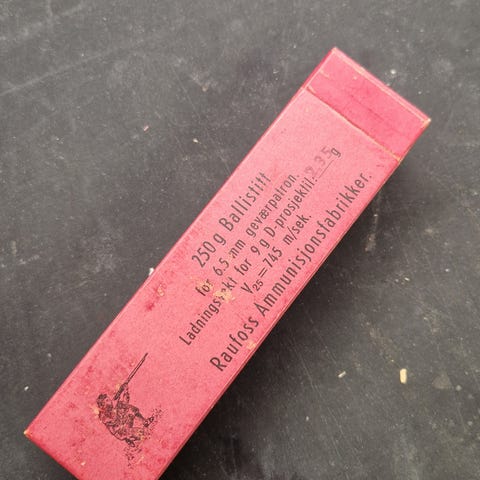 250 g Ballistitt
for 6,5 mm geværpatron.
Ladningsvekt for 9 g D-prosjektil: 2.35 g
V25 = 745 m/sek.
Raufoss Ammunisjonsfabrikker.